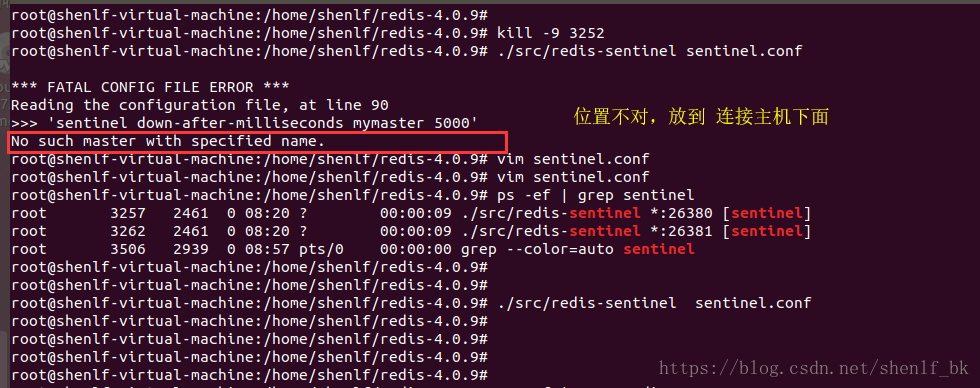 root@shenlf-virtual-machine:/home/shenlf/redis-4.0.9#
root@shenlf-virtual-machine:/home/shenlf/redis-4.0.9# kill -9 3252
root@shenlf-virtual-machine:/home/shenlf/redis-4.0.9# ./src/redis-sentinel sentinel.conf
*** FATAL CONFIG FILE ERROR ***
Reading the configuration file, at line 90
>>> 'sentinel down-after-milliseconds mymaster 5000'
位置不对，放到 连接主机下面
No such master with specified name.
root@shenlf-virtual-machine:/home/shenlf/redis-4.0.9# vim sentinel.conf
root@shenlf-virtual-machine:/home/shenlf/redis-4.0.9# vim sentinel.conf
root@shenlf-virtual-machine:/home/shenlf/redis-4.0.9# ps -ef | grep sentinel
root 3257 2461 0 08:20 ? 00:00:09 ./src/redis-sentinel *:26380 [sentinel]
root 3262 2461 0 08:20 ? 00:00:09 ./src/redis-sentinel *:26381 [sentinel]
root 3506 2939 0 08:57 pts/0 00:00:00 grep --color=auto sentinel
root@shenlf-virtual-machine:/home/shenlf/redis-4.0.9#
root@shenlf-virtual-machine:/home/shenlf/redis-4.0.9#
root@shenlf-virtual-machine:/home/shenlf/redis-4.0.9# ./src/redis-sentinel  sentinel.conf
root@shenlf-virtual-machine:/home/shenlf/redis-4.0.9#
root@shenlf-virtual-machine:/home/shenlf/redis-4.0.9#
root@shenlf-virtual-machine:/home/shenlf/redis-4.0.9#
https://blog.csdn.net/shenlf_bk